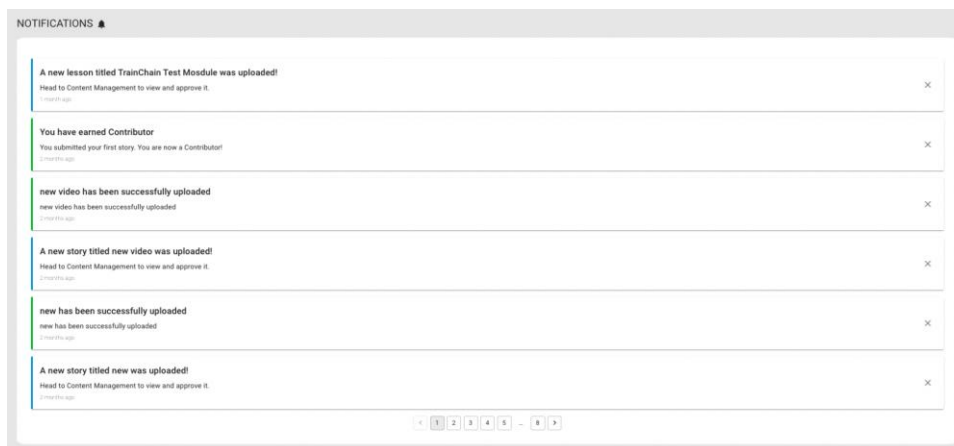 NOTIFICATIONS
A new lesson titled TrainChain Test Mosdule was uploaded!
Head to Content Management to view and approve it.
1 month ago
You have earned Contributor
You submitted your first story. You are now a Contributor!
2 months ago
new video has been successfully uploaded
new video has been successfully uploaded
2 months ago
A new story titled new video was uploaded!
Head to Content Management to view and approve it.
2 months ago
new has been successfully uploaded
new has been successfully uploaded
2 months ago
A new story titled new was uploaded!
Head to Content Management to view and approve it.
2 months ago
< 1 2 3 4 5 ... 8 >